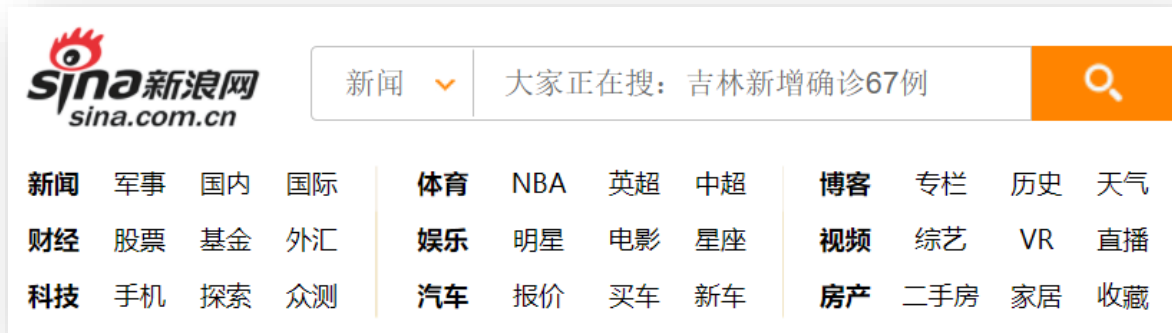 sina新浪网
sina.com.cn
新闻 大家正在搜：吉林新增确诊67例
新闻 军事 国内 国际 体育 NBA 英超 中超 博客 专栏 历史 天气
财经 股票 基金 外汇 娱乐 明星 电影 星座 视频 综艺 VR 直播
科技 手机 探索 众测 汽车 报价 买车 新车 房产 二手房 家居 收藏